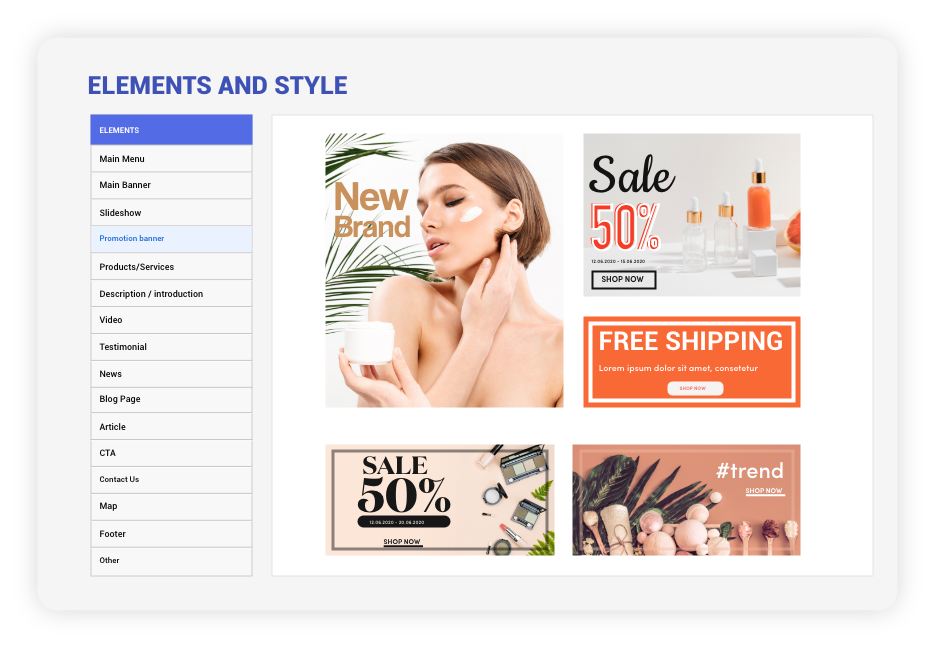 ELEMENTS AND STYLE
ELEMENTS
Main Menu
Main Banner
Slideshow
Promotion banner
Products/Services
Description / introduction
Video
Testimonial
News
Blog Page
Article
CTA
Contact Us
Map
Footer
Other
New
Brand
Sale
50%
12.06.2020 - 15.06.2020
SHOP NOW
FREE SHIPPING
Lorem ipsum dolor sit amet, consetetur
SHOP NOW
SALE
50%
12.06.2020 - 20.06.2020
SHOP NOW
#trend
SHOP NOW